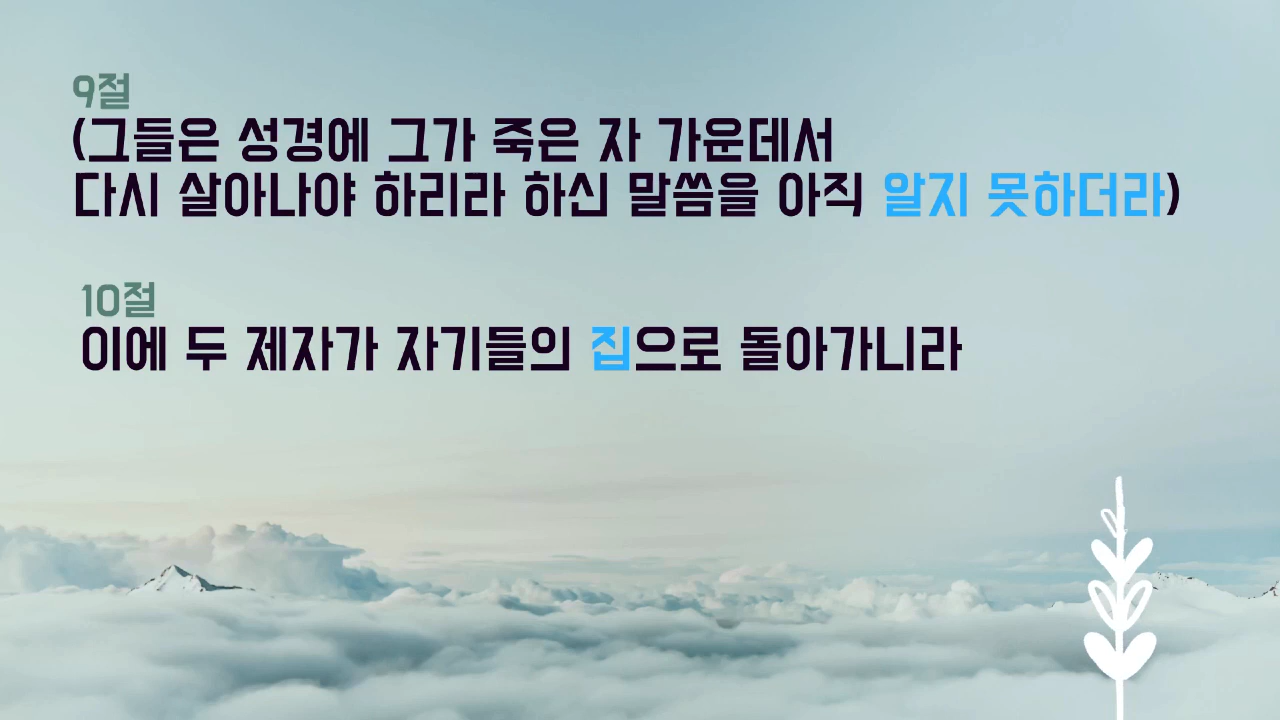 9절
(그들은 성경에 그가 죽은 자 가운데서
다시 살아나야 하리라 하신 말씀을 아직 알지 못하더라)
10절
이에 두 제자가 자기들의 집으로 돌아가니라